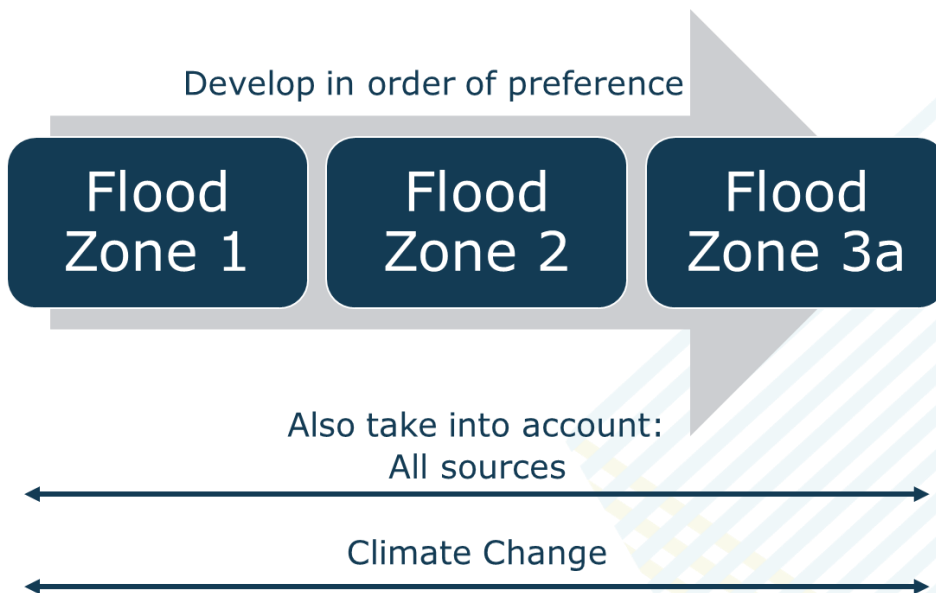 Develop in order of preference
Flood
Zone 1
Flood
Zone 2
Flood
Zone 3a
Also take into account:
All sources
Climate Change